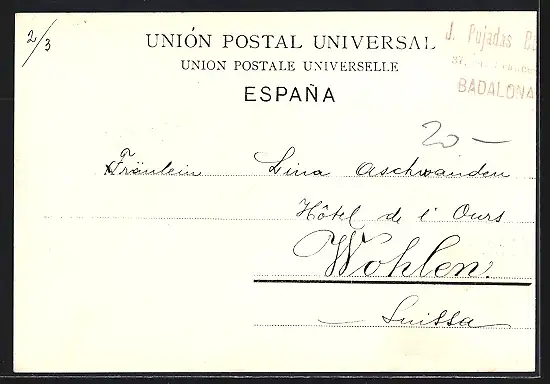 2/3
UNIÓN POSTAL UNIVERSAL
UNION POSTALE UNIVERSELLE
ESPAÑA
J. Pujadas
37,
BADALONA
20 —
Fräulein Lina Aschwanden
Hôtel de l' Ours
Wohlen.
— Suissa —